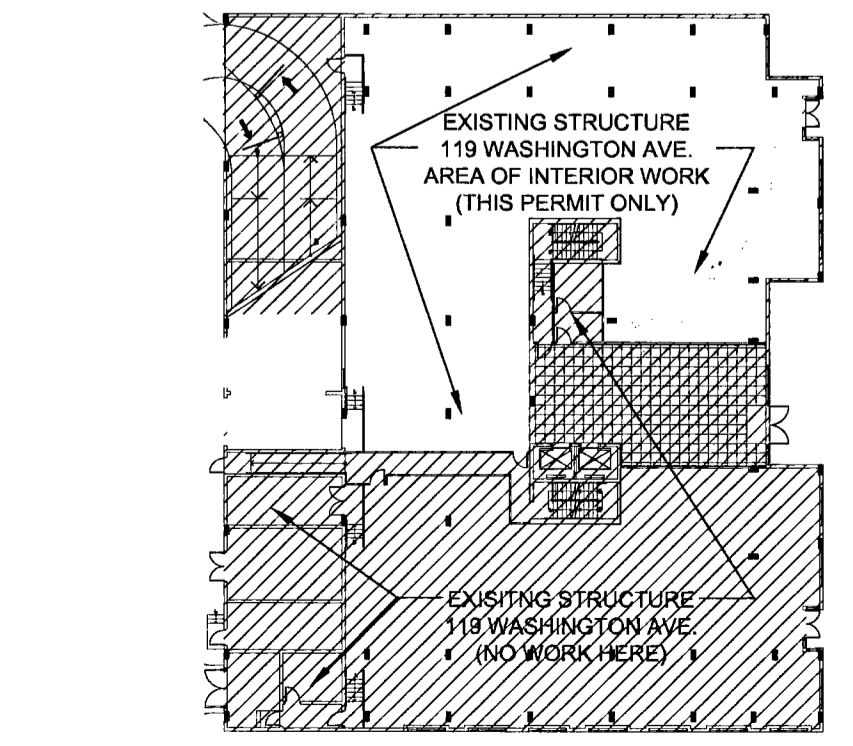 EXISTING STRUCTURE
119 WASHINGTON AVE.
AREA OF INTERIOR WORK
(THIS PERMIT ONLY)
EXISITNG STRUCTURE
119 WASHINGTON AVE.
(NO WORK HERE)